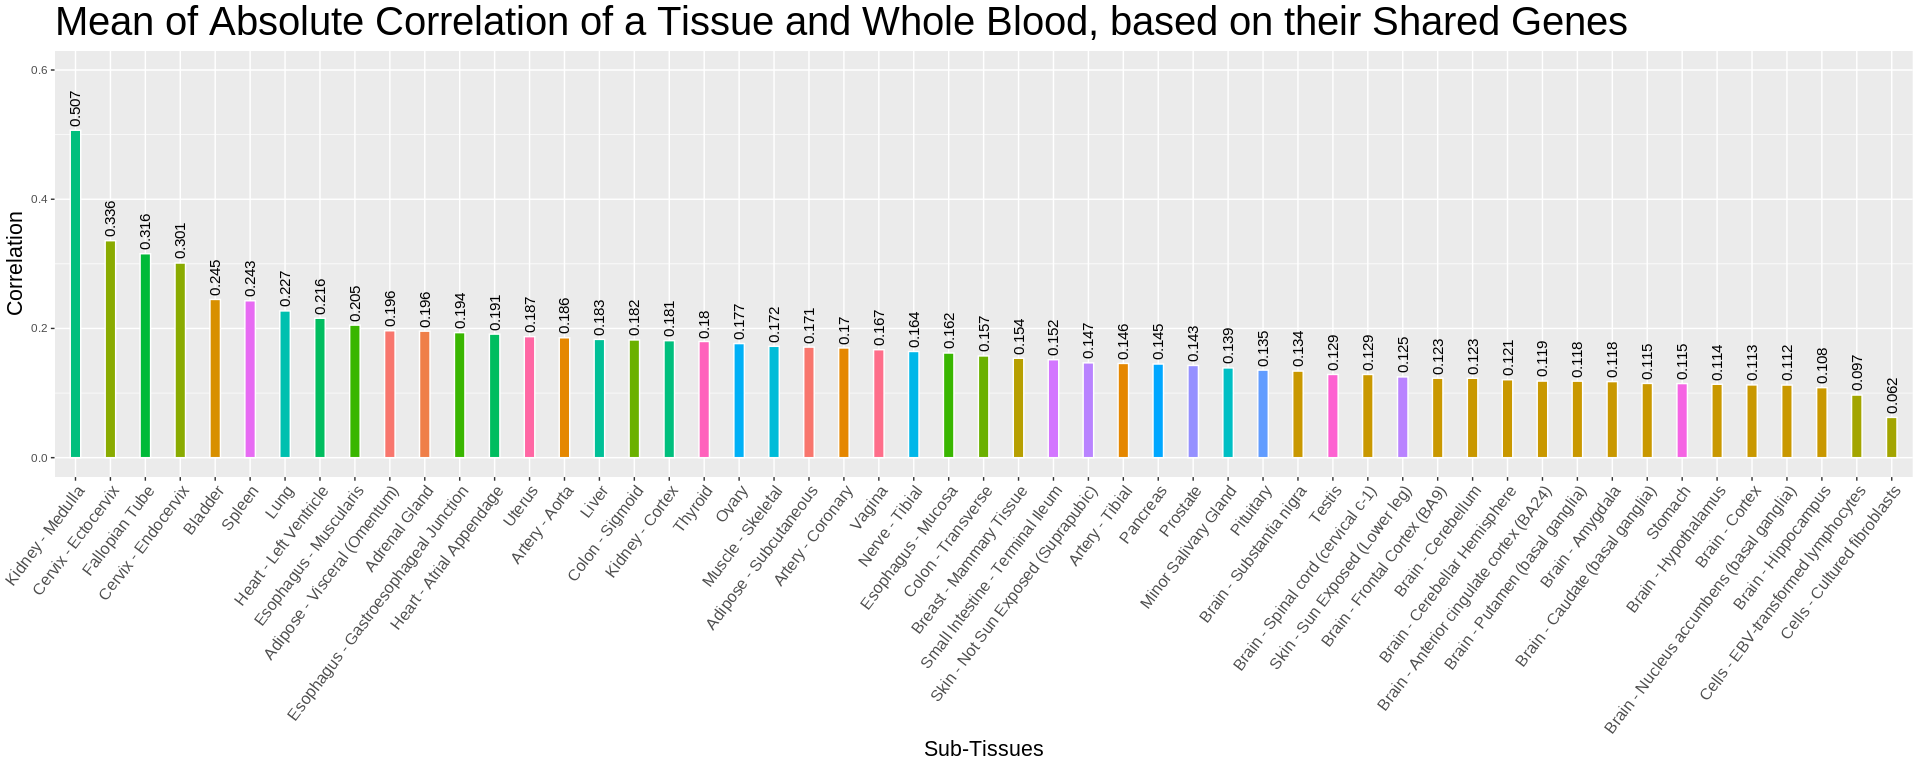 Mean of Absolute Correlation of a Tissue and Whole Blood, based on their Shared Genes
Correlation
0.6
0.4
0.2
0.0
0.507
0.336
0.316
0.301
0.245
0.243
0.227
0.216
0.205
0.196
0.196
0.194
0.191
0.187
0.186
0.183
0.182
0.181
0.18
0.177
0.172
0.171
0.17
0.167
0.164
0.162
0.157
0.154
0.152
0.147
0.146
0.145
0.143
0.139
0.135
0.134
0.129
0.129
0.125
0.123
0.123
0.121
0.119
0.118
0.118
0.115
0.115
0.114
0.113
0.112
0.108
0.097
0.062
Kidney - Medulla
Cervix - Ectocervix
Fallopian Tube
Cervix - Endocervix
Bladder
Spleen
Lung
Heart - Left Ventricle
Esophagus - Muscularis
Adipose - Visceral (Omentum)
Adrenal Gland
Esophagus - Gastroesophageal Junction
Heart - Atrial Appendage
Uterus
Artery - Aorta
Liver
Colon - Sigmoid
Kidney - Cortex
Thyroid
Ovary
Muscle - Skeletal
Adipose - Subcutaneous
Artery - Coronary
Vagina
Nerve - Tibial
Esophagus - Mucosa
Colon - Transverse
Breast - Mammary Tissue
Small Intestine - Terminal Ileum
Skin - Not Sun Exposed (Suprapubic)
Artery - Tibial
Pancreas
Prostate
Minor Salivary Gland
Pituitary
Brain - Substantia nigra
Testis
Brain - Spinal cord (cervical c-1)
Skin - Sun Exposed (Lower leg)
Brain - Frontal Cortex (BA9)
Brain - Cerebellum
Brain - Cerebellar Hemisphere
Brain - Anterior cingulate cortex (BA24)
Brain - Putamen (basal ganglia)
Brain - Amygdala
Brain - Caudate (basal ganglia)
Stomach
Brain - Hypothalamus
Brain - Cortex
Brain - Nucleus accumbens (basal ganglia)
Brain - Hippocampus
Cells - EBV-transformed lymphocytes
Cells - Cultured fibroblasts
Sub-Tissues